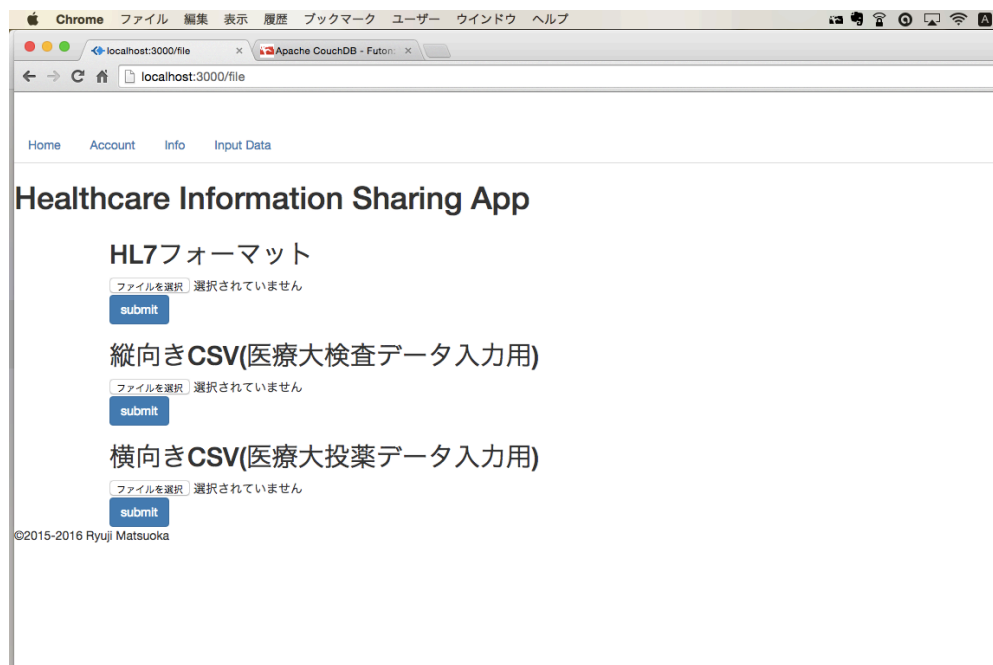 Chrome ファイル 編集 表示 履歴 ブックマーク ユーザー ウインドウ ヘルプ
localhost:3000/file × Apache CouchDB - Futon: ×
localhost:3000/file
Home Account Info Input Data
Healthcare Information Sharing App
HL7フォーマット
ファイルを選択 選択されていません
submit
縦向きCSV(医療大検査データ入力用)
ファイルを選択 選択されていません
submit
横向きCSV(医療大投薬データ入力用)
ファイルを選択 選択されていません
submit
©2015-2016 Ryuji Matsuoka